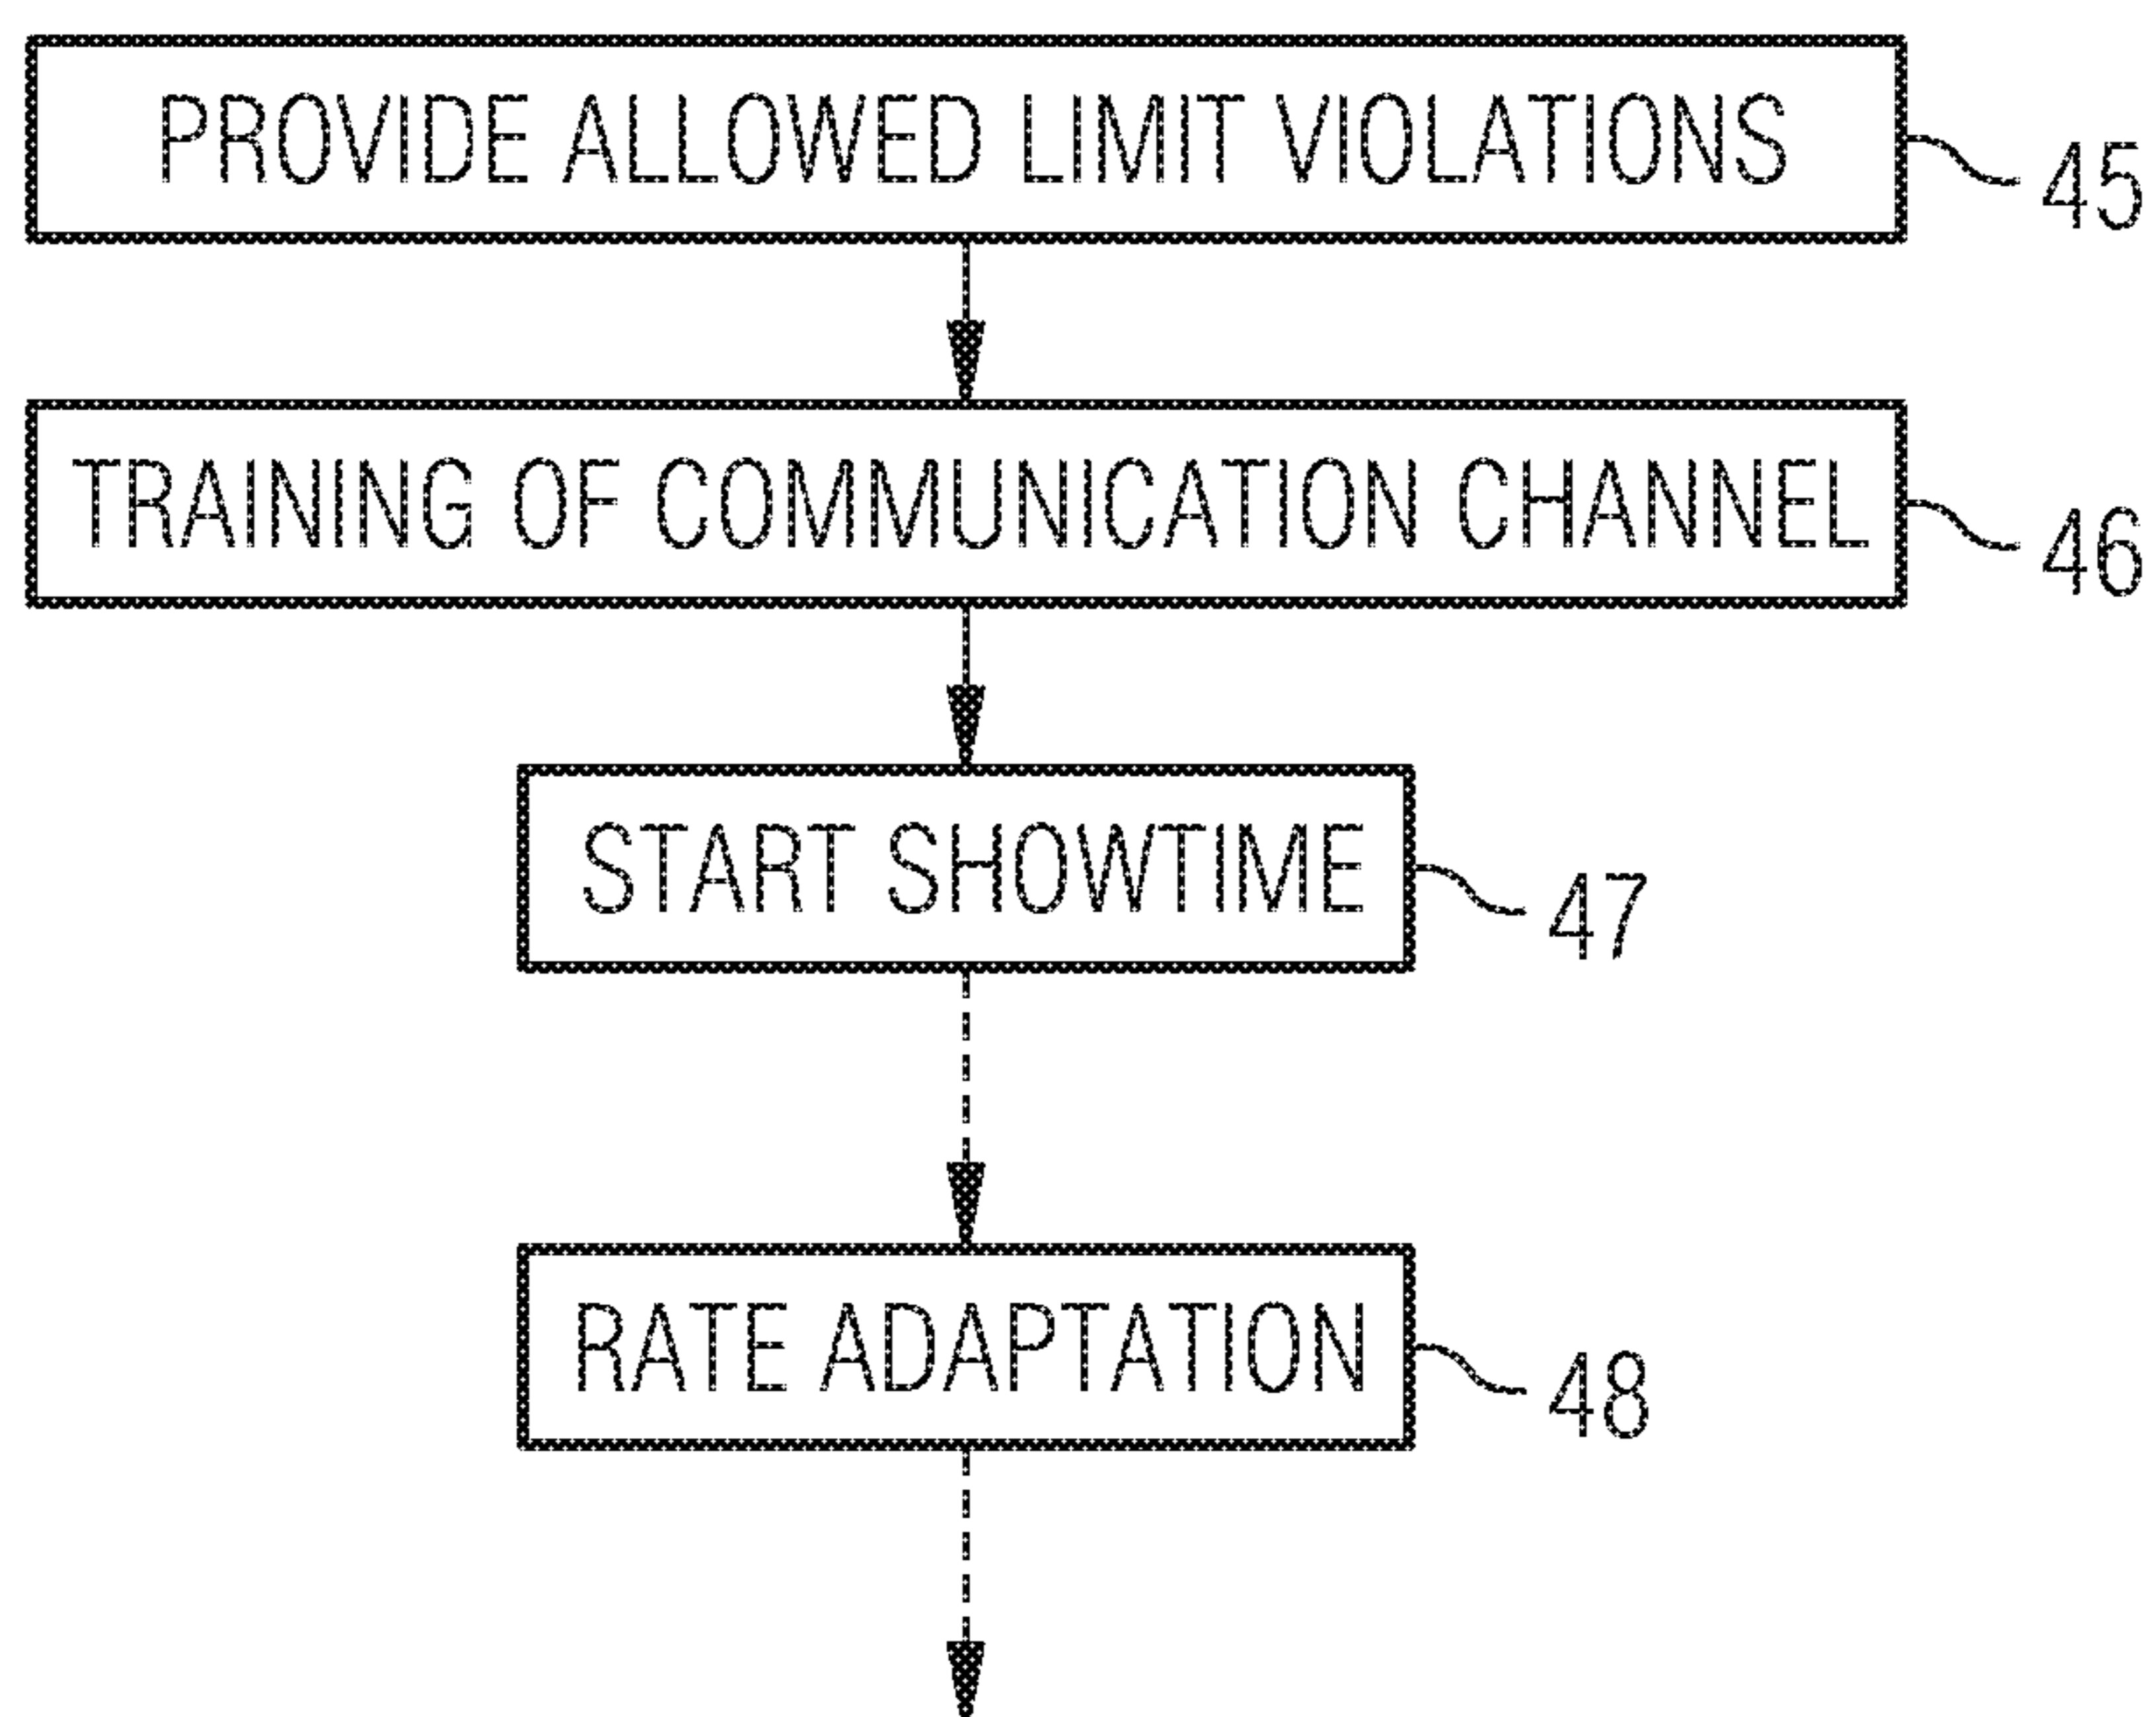 PROVIDE ALLOWED LIMIT VIOLATIONS
45
TRAINING OF COMMUNICATION CHANNEL
46
START SHOWTIME
47
RATE ADAPTATION
48